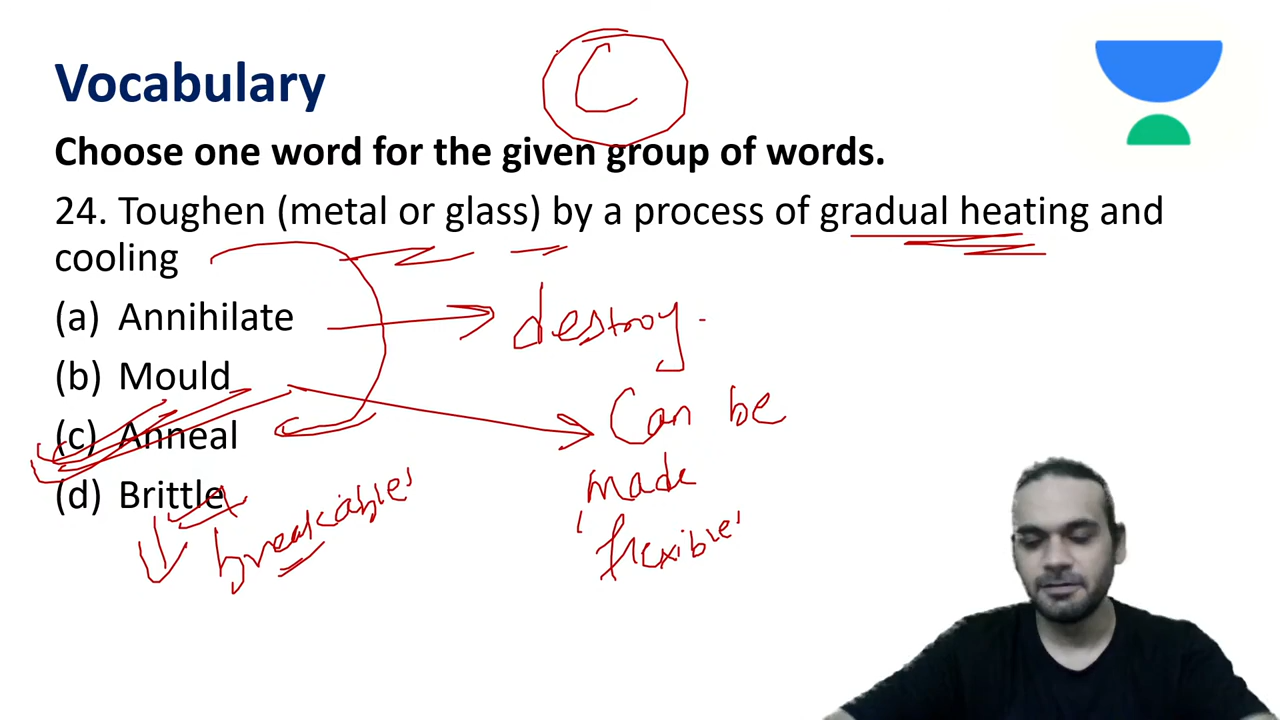 C
Vocabulary
Choose one word for the given group of words.
24. Toughen (metal or glass) by a process of gradual heating and
cooling
(a) Annihilate
destroy
(b) Mould
Can be
made
'flexible'
(c) Anneal
(d) Brittle
breakable'